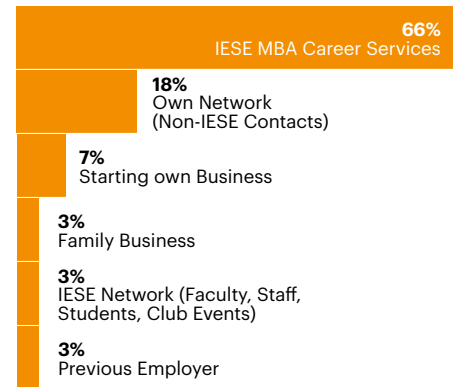 66%
IESE MBA Career Services
18%
Own Network
(Non-IESE Contacts)
7%
Starting own Business
3%
Family Business
3%
IESE Network (Faculty, Staff,
Students, Club Events)
3%
Previous Employer